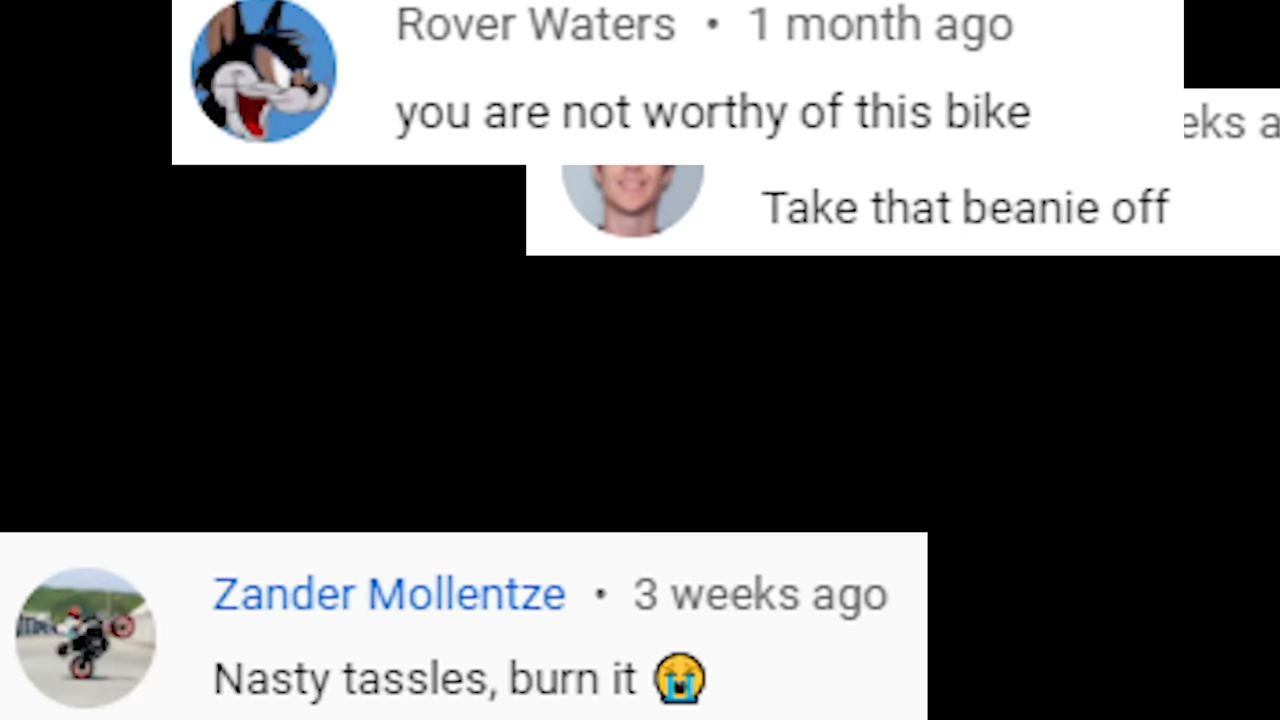 Rover Waters • 1 month ago
you are not worthy of this bike
Take that beanie off
Zander Mollentze • 3 weeks ago
Nasty tassles, burn it 😭